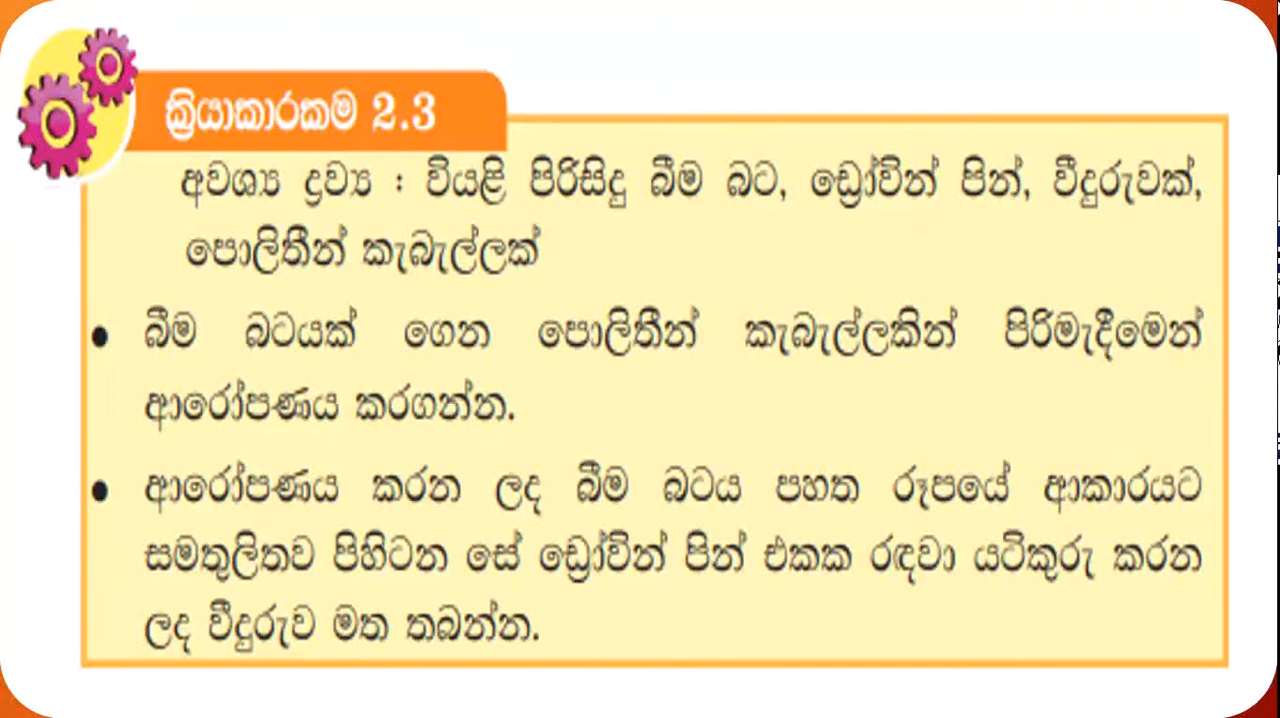 ක්‍රියාකාරකම 2.3
අවශ්‍ය ද්‍රව්‍ය : වියළි පිරිසිදු බීම බට, ඩ්‍රෝවින් පින්, වීදුරුවක්,
පොලිතීන් කැබැල්ලක්
● බීම බටයක් ගෙන පොලිතීන් කැබැල්ලකින් පිරිමැදීමෙන්
ආරෝපණය කරගන්න.
● ආරෝපණය කරන ලද බීම බටය පහත රූපයේ ආකාරයට
සමතුලිතව පිහිටන සේ ඩ්‍රෝවින් පින් එකක රඳවා යටිකුරු කරන
ලද වීදුරුව මත තබන්න.